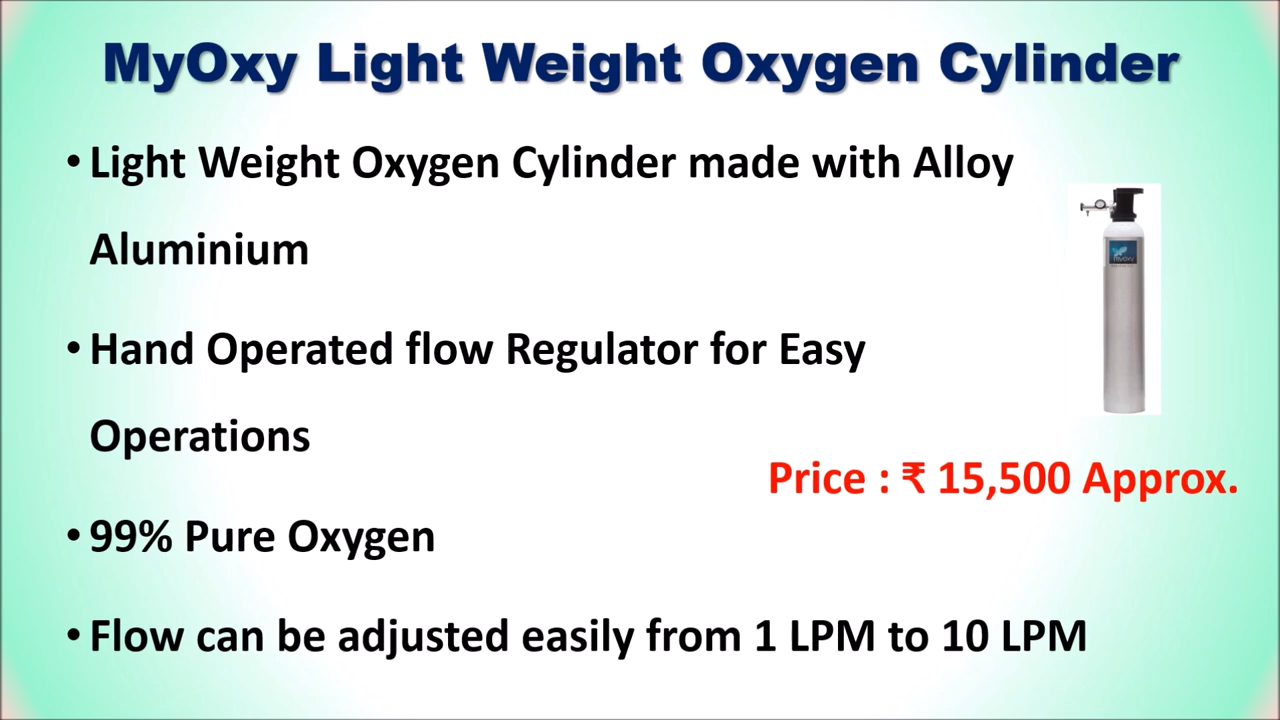 MyOxy Light Weight Oxygen Cylinder
• Light Weight Oxygen Cylinder made with Alloy
Aluminium
• Hand Operated flow Regulator for Easy
Operations
Price : ₹ 15,500 Approx.
• 99% Pure Oxygen
• Flow can be adjusted easily from 1 LPM to 10 LPM